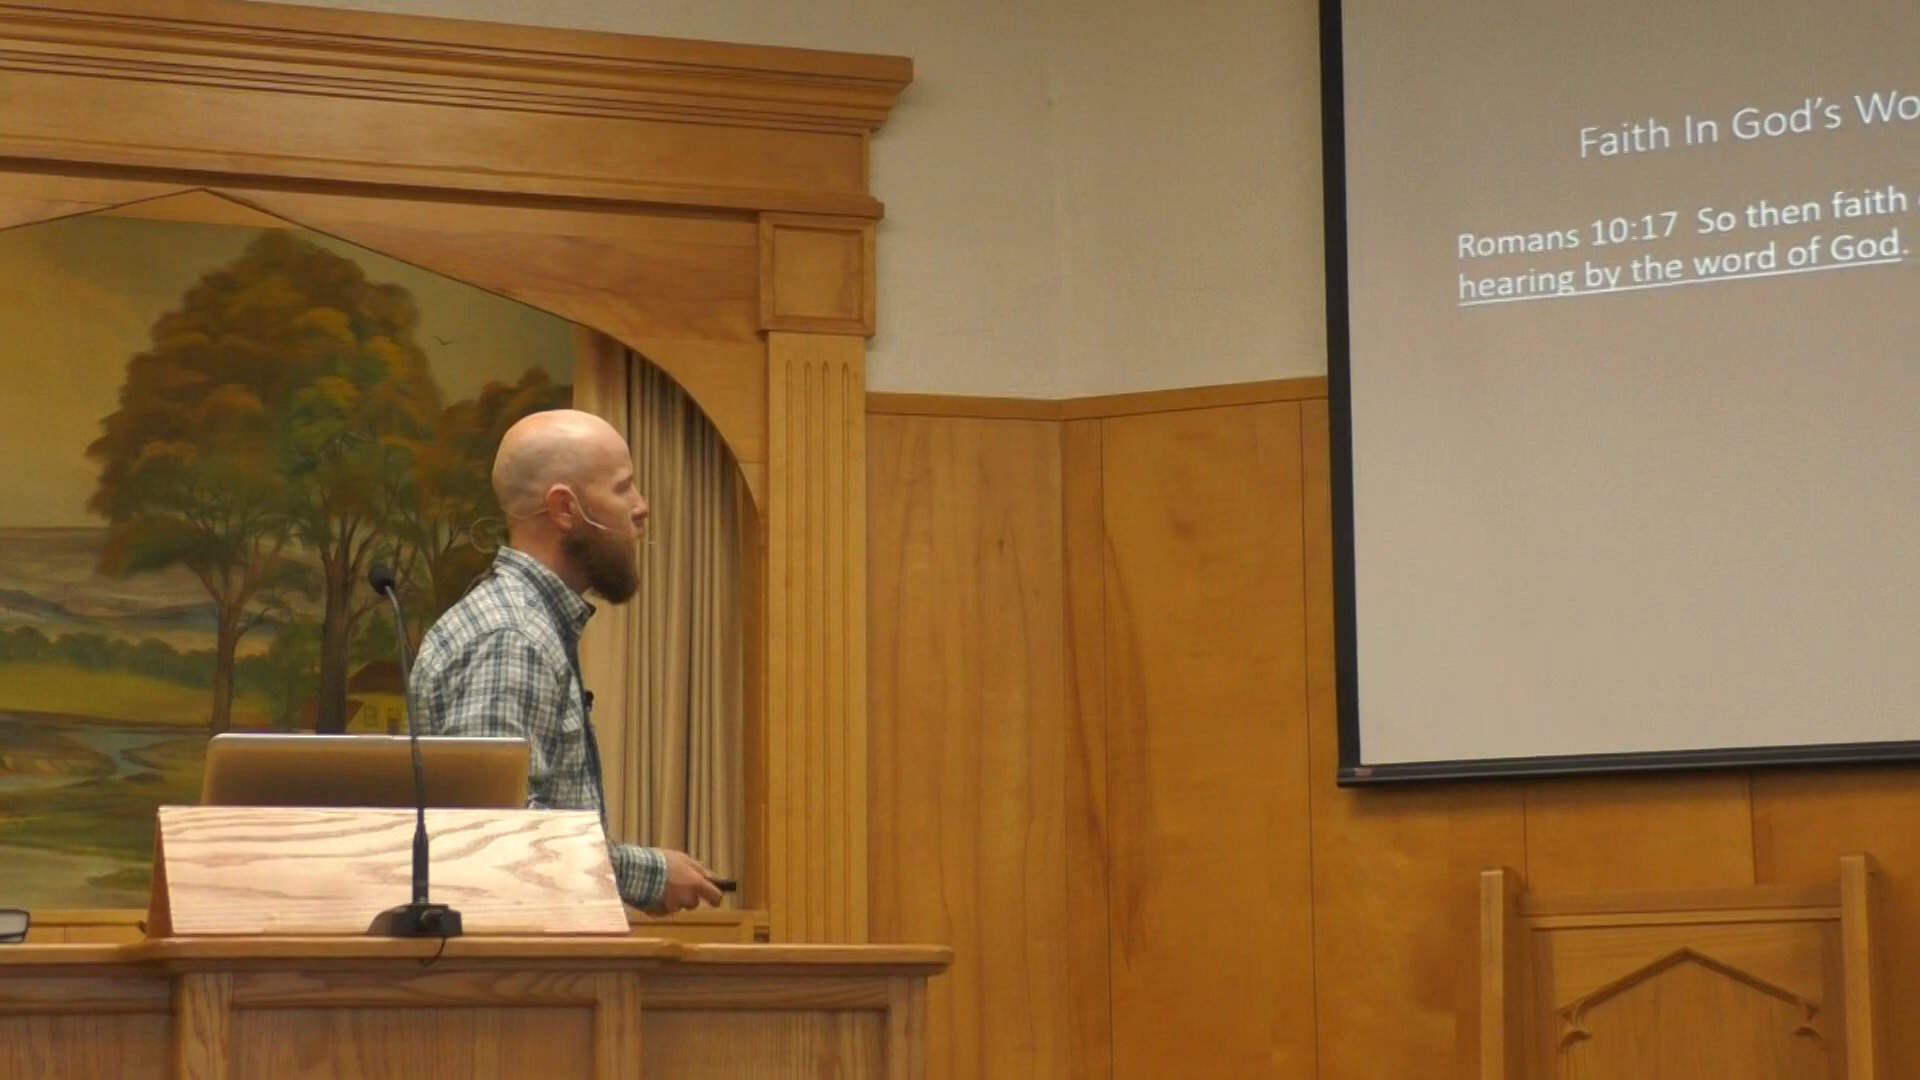 Faith In God's Wo
Romans 10:17 So then faith
hearing by the word of God.